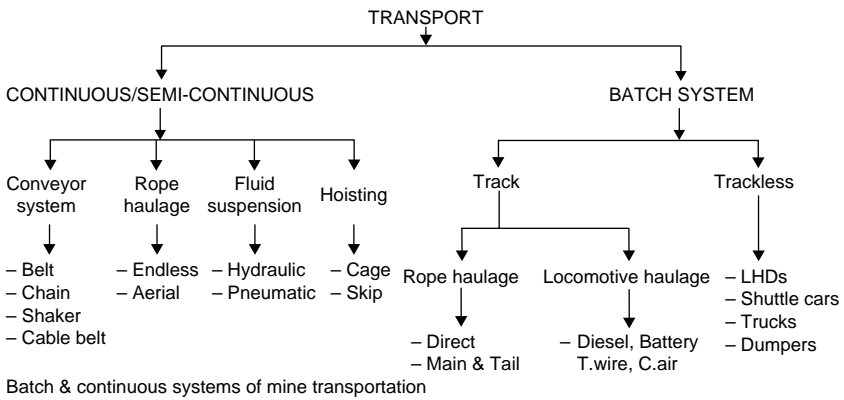 TRANSPORT
CONTINUOUS/SEMI-CONTINUOUS
BATCH SYSTEM
Conveyor
system
Rope
haulage
Fluid
suspension
Hoisting
Track
Trackless
– Belt
– Chain
– Shaker
– Cable belt
– Endless
– Aerial
– Hydraulic
– Pneumatic
– Cage
– Skip
Rope haulage
Locomotive haulage
– LHDs
– Shuttle cars
– Trucks
– Dumpers
– Direct
– Main & Tail
– Diesel, Battery
T.wire, C.air
Batch & continuous systems of mine transportation